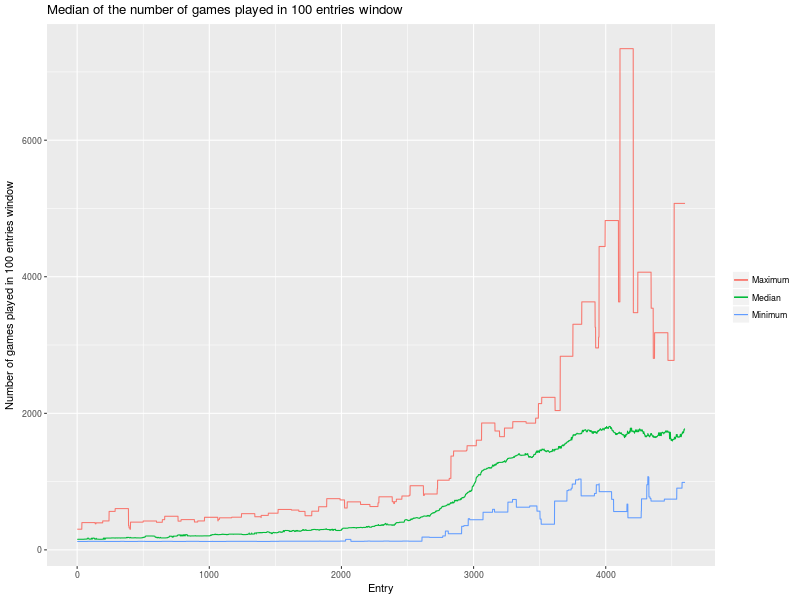 Median of the number of games played in 100 entries window
Number of games played in 100 entries window
6000
4000
2000
0
0
1000
2000
3000
4000
Entry
Maximum
Median
Minimum